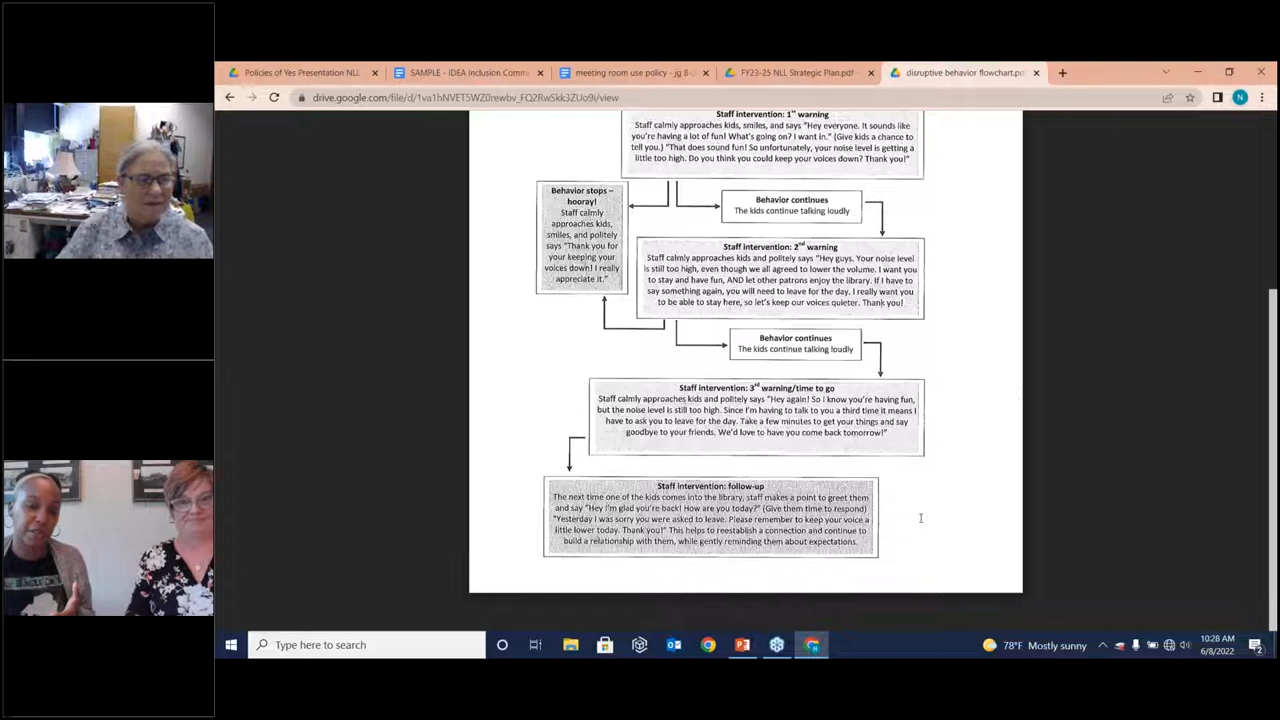 Policies of Yes Presentation NLL
SAMPLE - IDEA Inclusion Comm
meeting room use policy - jg 8-2
FY23-25 NLL Strategic Plan.pdf -
disruptive behavior flowchart.pdf
drive.google.com/file/d/1va1hNVET5WZ0rewbv_FQ2RwSkk3ZUo9i/view
N
Staff intervention: 1st warning
Staff calmly approaches kids, smiles, and says "Hey everyone. It sounds like
you're having a lot of fun! What's going on? I want in." (Give kids a chance to
tell you.) "That does sound fun! So unfortunately, your noise level is getting a
little too high. Do you think you could keep your voices down? Thank you!"
Behavior stops –
hooray!
Staff calmly
approaches kids,
smiles, and politely
says "Thank you for
your keeping your
voices down! I really
appreciate it."
Behavior continues
The kids continue talking loudly
Staff intervention: 2nd warning
Staff calmly approaches kids and politely says "Hey guys. Your noise level
is still too high, even though we all agreed to lower the volume. I want you
to stay and have fun, AND let other patrons enjoy the library. If I have to
say something again, you will need to leave for the day. I really want you
to be able to stay here, so let's keep our voices quieter. Thank you!
Behavior continues
The kids continue talking loudly
Staff intervention: 3rd warning/time to go
Staff calmly approaches kids and politely says "Hey again! So I know you're having fun,
but the noise level is still too high. Since I'm having to talk to you a third time it means I
have to ask you to leave for the day. Take a few minutes to get your things and say
goodbye to your friends. We'd love to have you come back tomorrow!"
Staff intervention: follow-up
The next time one of the kids comes into the library, staff makes a point to greet them
and say "Hey I'm glad you're back! How are you today?" (Give them time to respond)
"Yesterday I was sorry you were asked to leave. Please remember to keep your voice a
little lower today. Thank you!" This helps to reestablish a connection and continue to
build a relationship with them, while gently reminding them about expectations.
Type here to search
78°F Mostly sunny
10:28 AM
6/8/2022
2